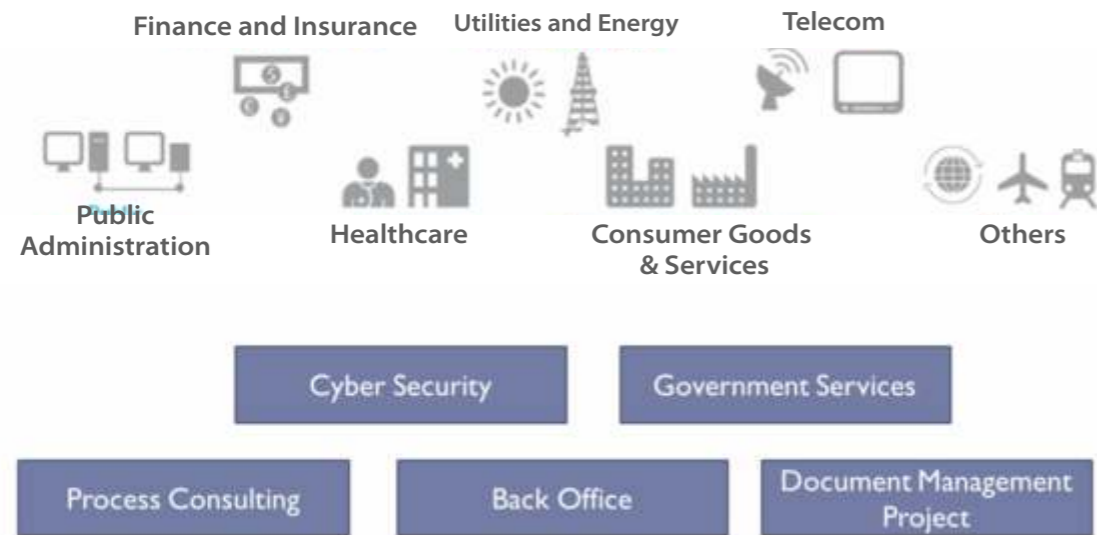 Finance and Insurance
Utilities and Energy
Telecom
Public
Administration
Healthcare
Consumer Goods
& Services
Others
Cyber Security
Government Services
Process Consulting
Back Office
Document Management
Project